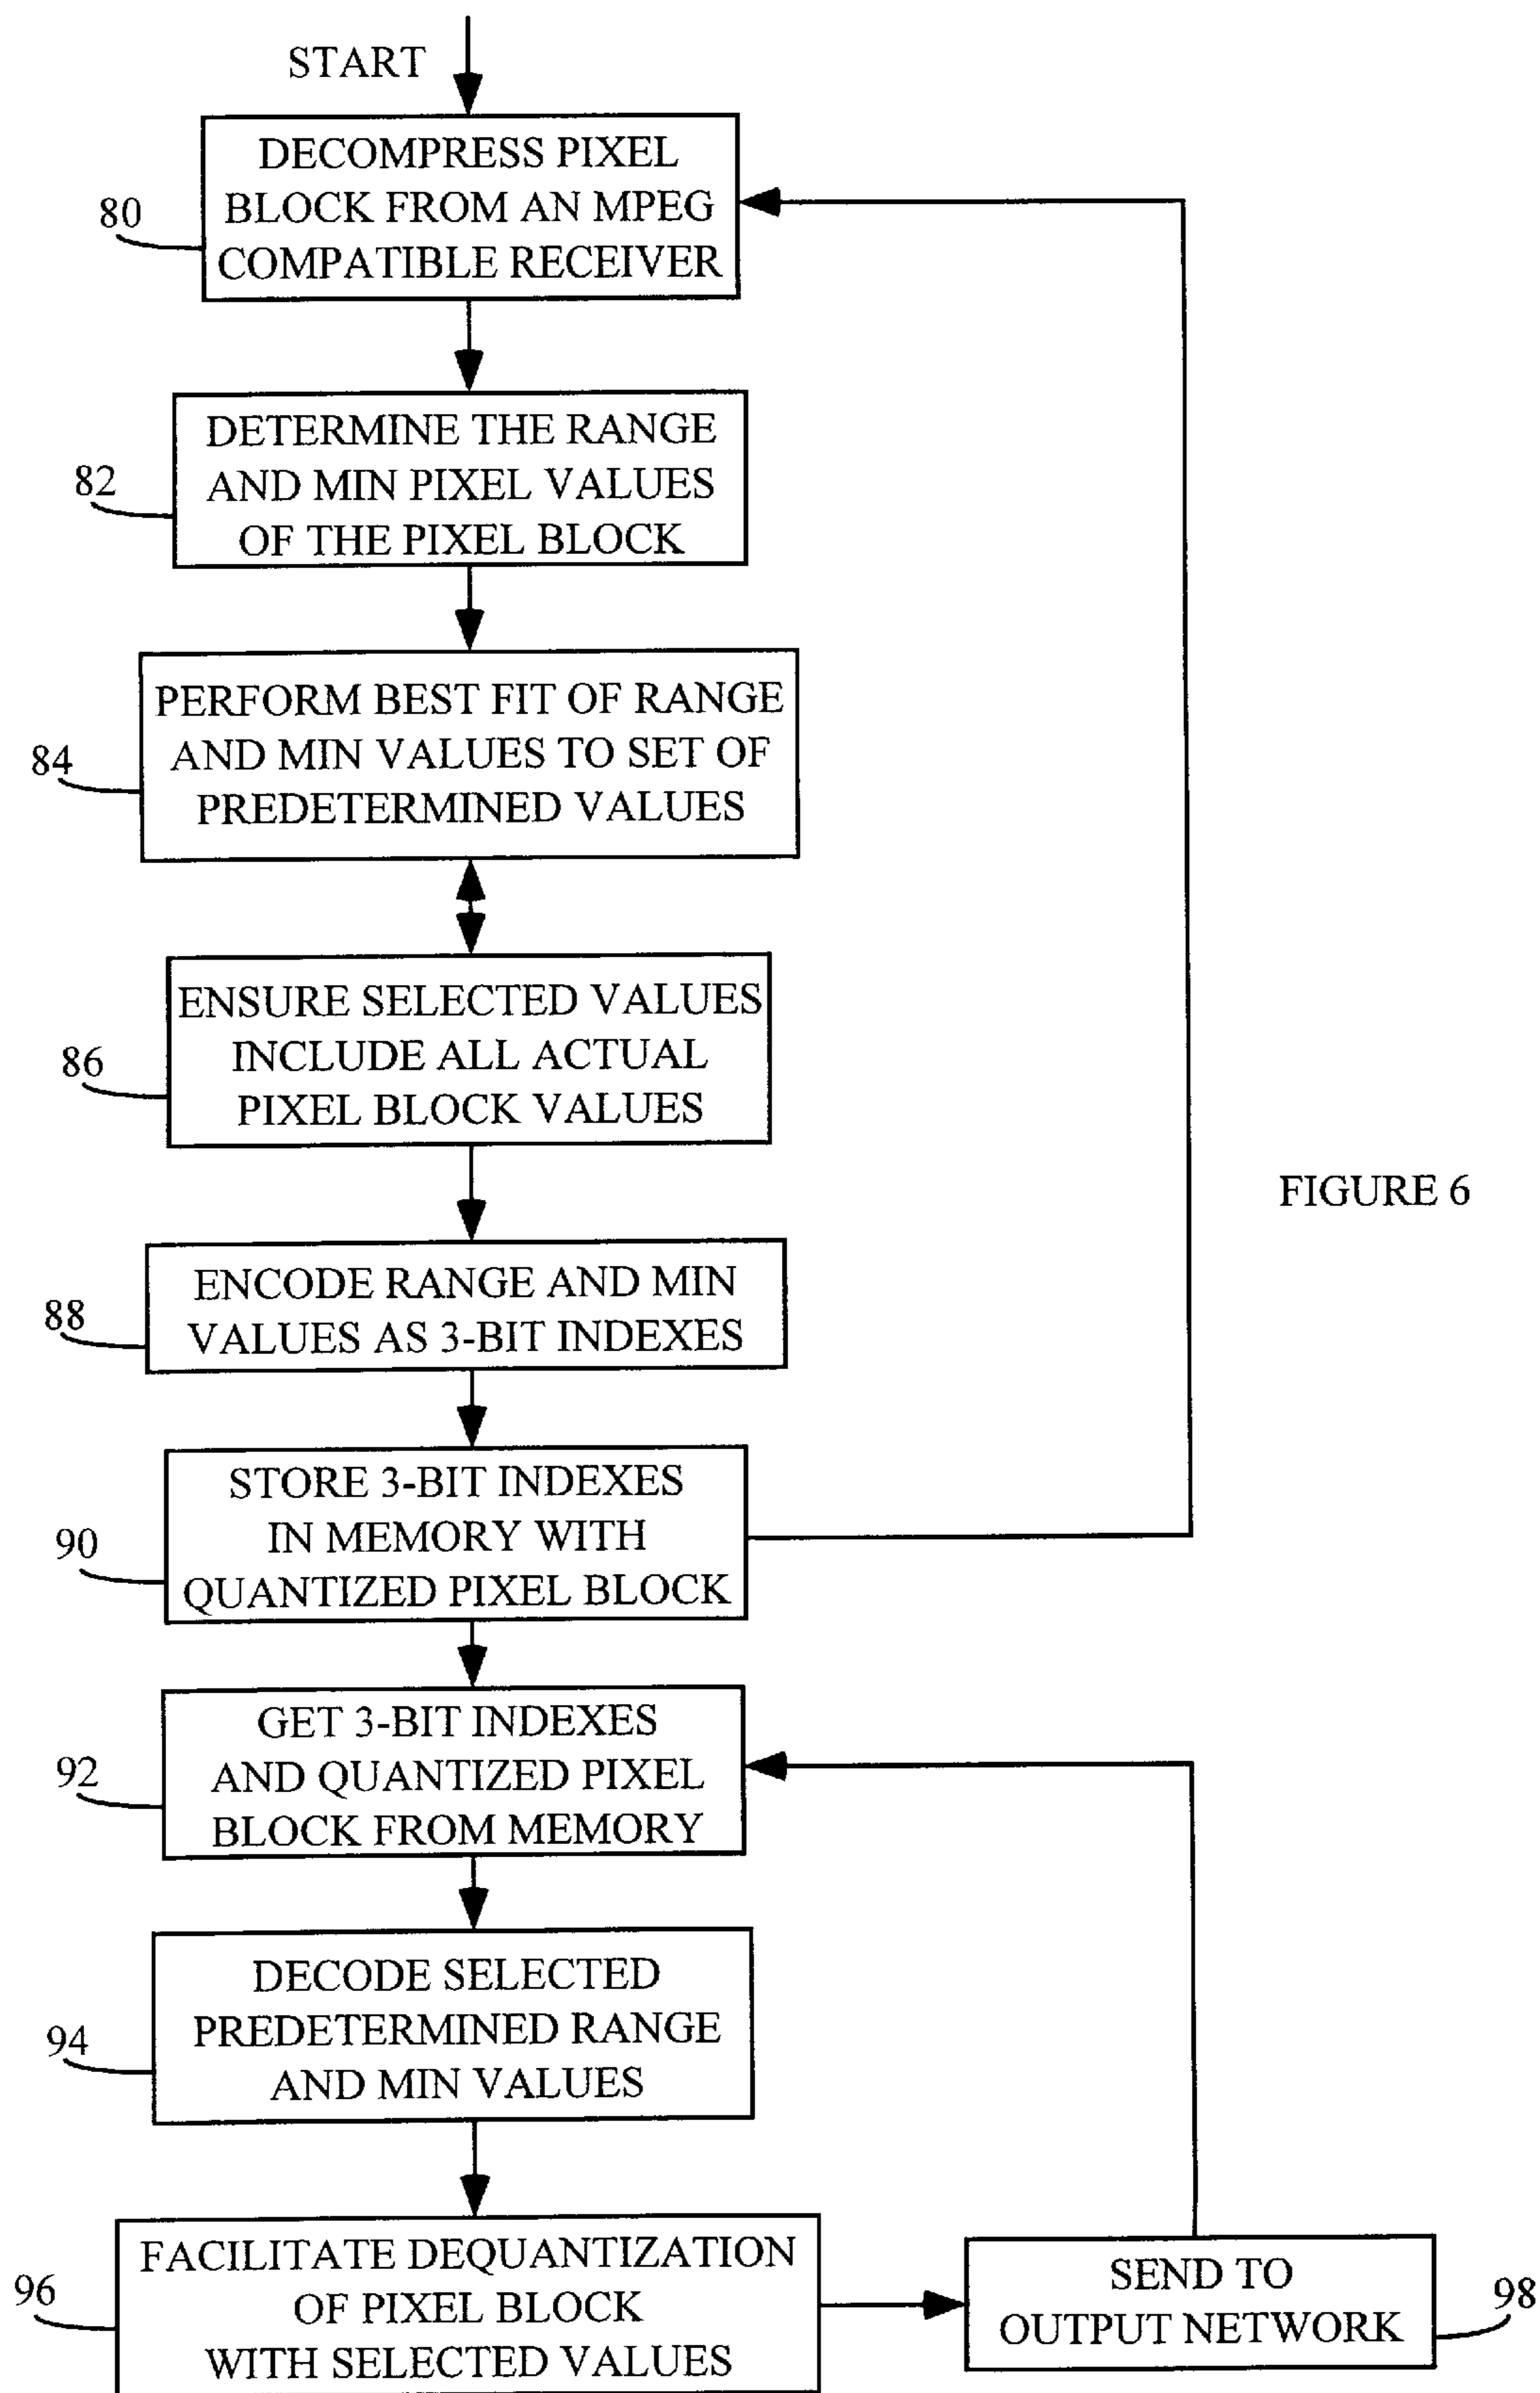 START
DECOMPRESS PIXEL
BLOCK FROM AN MPEG
COMPATIBLE RECEIVER
80
DETERMINE THE RANGE
AND MIN PIXEL VALUES
OF THE PIXEL BLOCK
82
PERFORM BEST FIT OF RANGE
AND MIN VALUES TO SET OF
PREDETERMINED VALUES
84
ENSURE SELECTED VALUES
INCLUDE ALL ACTUAL
PIXEL BLOCK VALUES
86
FIGURE 6
ENCODE RANGE AND MIN
VALUES AS 3-BIT INDEXES
88
STORE 3-BIT INDEXES
IN MEMORY WITH
QUANTIZED PIXEL BLOCK
90
GET 3-BIT INDEXES
AND QUANTIZED PIXEL
BLOCK FROM MEMORY
92
DECODE SELECTED
PREDETERMINED RANGE
AND MIN VALUES
94
FACILITATE DEQUANTIZATION
OF PIXEL BLOCK
WITH SELECTED VALUES
96
SEND TO
OUTPUT NETWORK
98